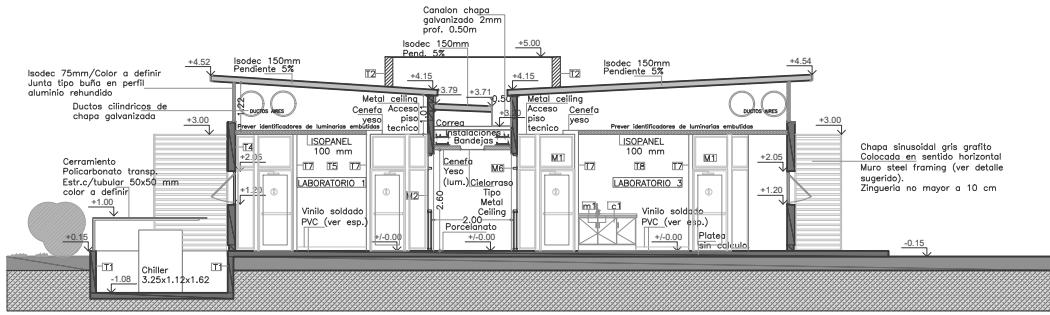 Canalon chapa
galvanizado 2mm
prof. 0.50m
Isodec 150mm
Pend. 5%
+5.00
+4.52
Isodec 150mm
Pendiente 5%
T2
T2
Isodec 150mm
Pendiente 5%
+4.54
Isodec 75mm/Color a definir
Junta tipo buña en perfil
aluminio rehundido
+4.15
+4.15
+3.79
+3.71
0.50
Ductos cilindricos de
chapa galvanizada
1.22
DUCTOS AIRES
Metal ceiling
Cenefa
yeso
Acceso
piso
tecnico
1.01
Correa
Metal ceiling
Acceso
piso
tecnico
Cenefa
yeso
DUCTOS AIRES
+3.00
Prever identificadores de luminarias embutidas
Instalaciones
Bandejas
Prever identificadores de luminarias embutidas
+3.00
ISOPANEL
100 mm
ISOPANEL
100 mm
T4
+2.05
T7
T5
T7
Cenefa
Yeso
(lum.)
M6
M1
T7
T8
T7
M1
+2.05
Chapa sinusoidal gris grafito
Colocada en sentido horizontal
Muro steel framing (ver detalle
sugerido).
Zingueria no mayor a 10 cm
Cerramiento
Policarbonato transp.
Estr.c/tubular 50x50 mm
color a definir
+1.20
LABORATORIO 1
Cielorraso
Tipo
Metal
Ceiling
LABORATORIO 3
+1.20
+1.00
Vinilo soldado
PVC (ver esp.)
2.60
2.00
m1
c1
Vinilo soldado
PVC (ver esp.)
+0.15
+/-0.00
Porcelanato
+/-0.00
+/-0.00
Platea
sin calculo
-0.15
T1
Chiller
3.25x1.12x1.62
T1
-1.08